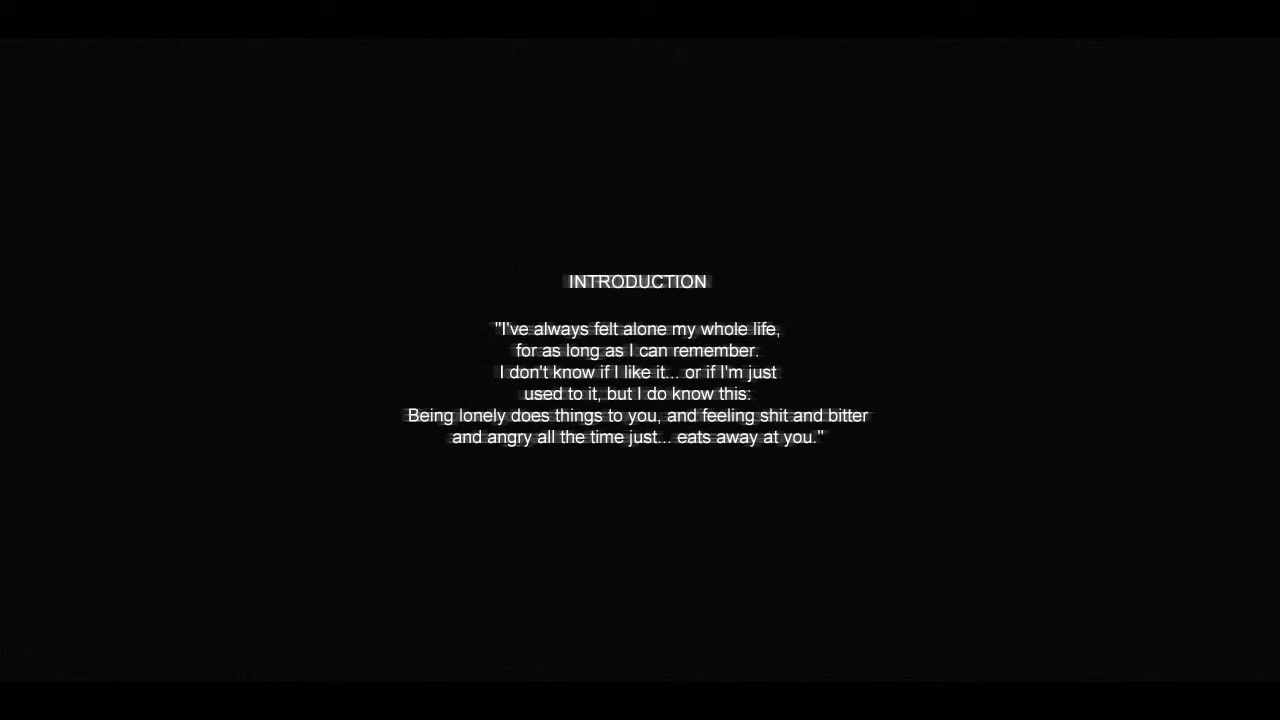 INTRODUCTION
"I've always felt alone my whole life,
for as long as I can remember.
I don't know if I like it... or if I'm just
used to it, but I do know this:
Being lonely does things to you, and feeling shit and bitter
and angry all the time just... eats away at you."